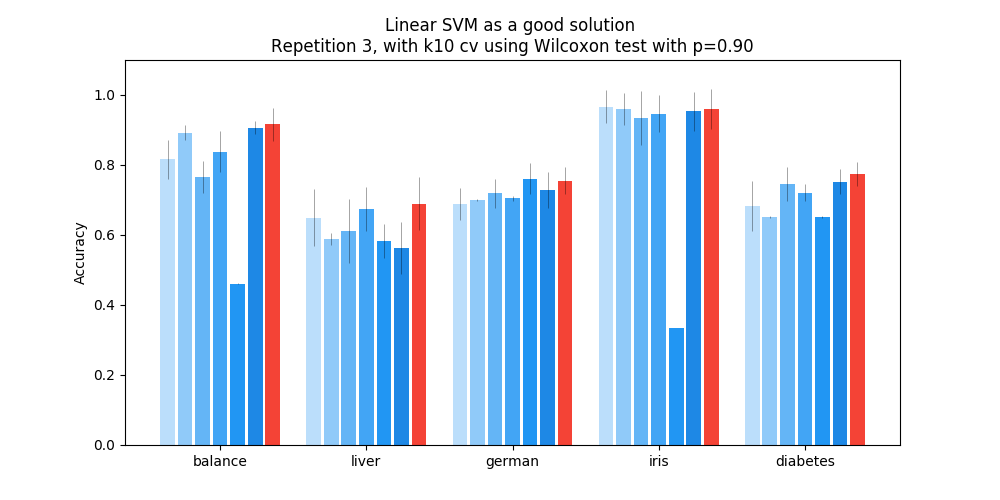 Linear SVM as a good solution
Repetition 3, with k10 cv using Wilcoxon test with p=0.90
1.0
0.8
0.6
0.4
0.2
0.0
Accuracy
balance
liver
german
iris
diabetes